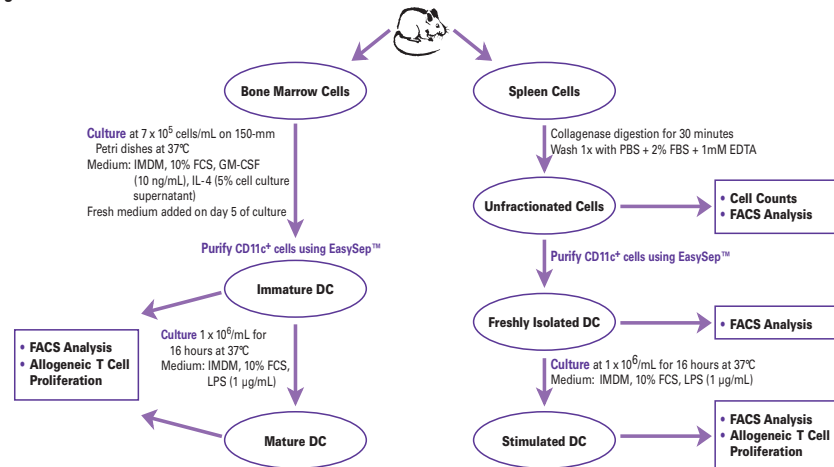 Bone Marrow Cells
Culture at 7 x 10⁵ cells/mL on 150-mm
Petri dishes at 37ºC
Medium: IMDM, 10% FCS, GM-CSF
(10 ng/mL), IL-4 (5% cell culture
supernatant)
Fresh medium added on day 5 of culture
Purify CD11c⁺ cells using EasySep™
Immature DC
• FACS Analysis
• Allogeneic T Cell
Proliferation
Culture 1 x 10⁶/mL for
16 hours at 37ºC
Medium: IMDM, 10% FCS,
LPS (1 µg/mL)
Mature DC
Spleen Cells
Collagenase digestion for 30 minutes
Wash 1x with PBS + 2% FBS + 1mM EDTA
Unfractionated Cells
• Cell Counts
• FACS Analysis
Purify CD11c⁺ cells using EasySep™
Freshly Isolated DC
• FACS Analysis
Culture at 1 x 10⁶/mL for 16 hours at 37ºC
Medium: IMDM, 10% FCS, LPS (1 µg/mL)
Stimulated DC
• FACS Analysis
• Allogeneic T Cell
Proliferation